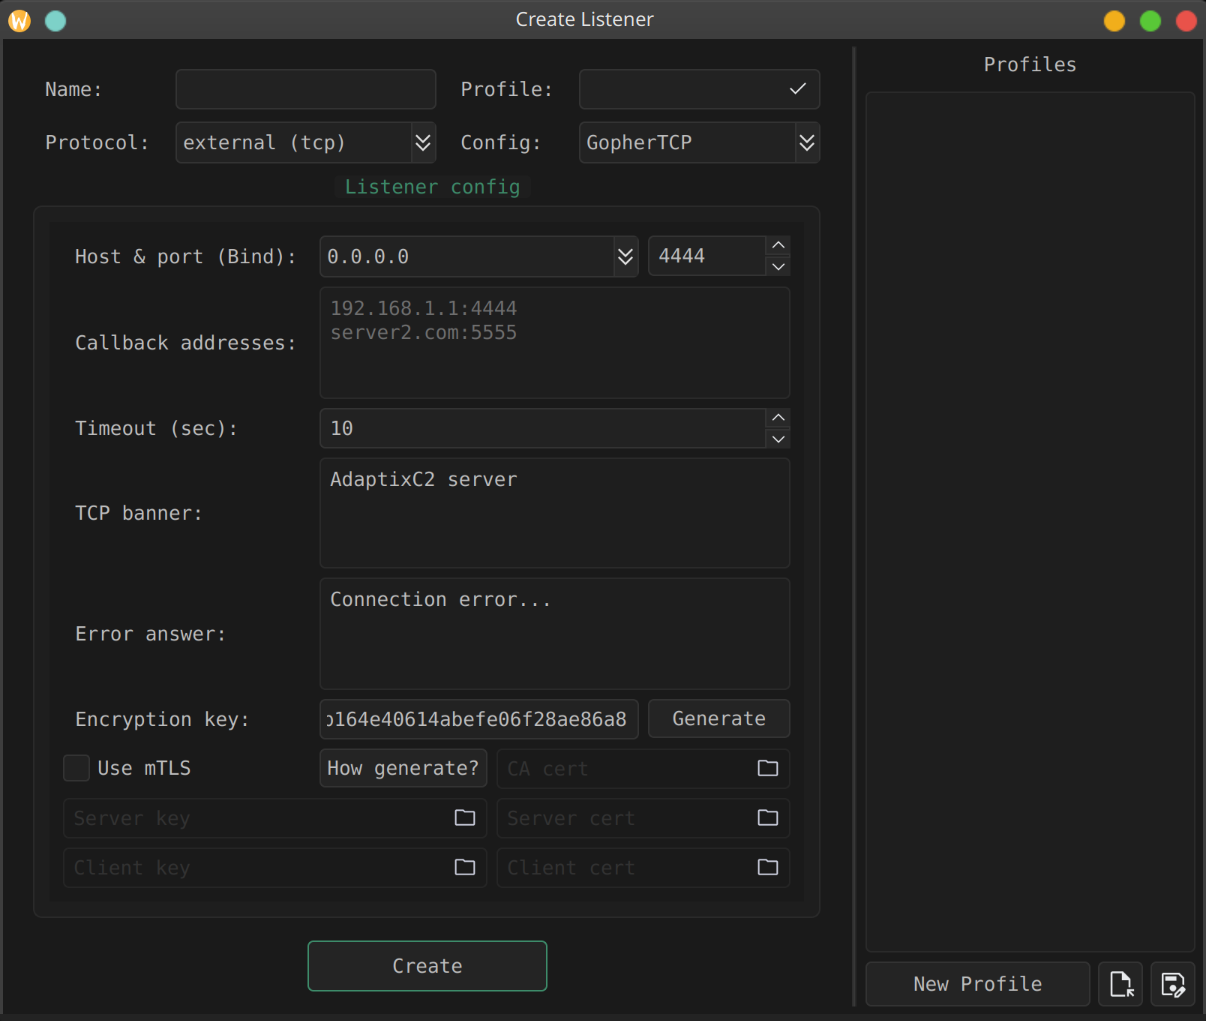 Create Listener
Name:
Profile:
Protocol:
external (tcp)
Config:
GopherTCP
Listener config
Host & port (Bind):
0.0.0.0
4444
Callback addresses:
192.168.1.1:4444
server2.com:5555
Timeout (sec):
10
TCP banner:
AdaptixC2 server
Error answer:
Connection error...
Encryption key:
b164e40614abefe06f28ae86a8
Generate
Use mTLS
How generate?
CA cert
Server key
Server cert
Client key
Client cert
Create
Profiles
New Profile